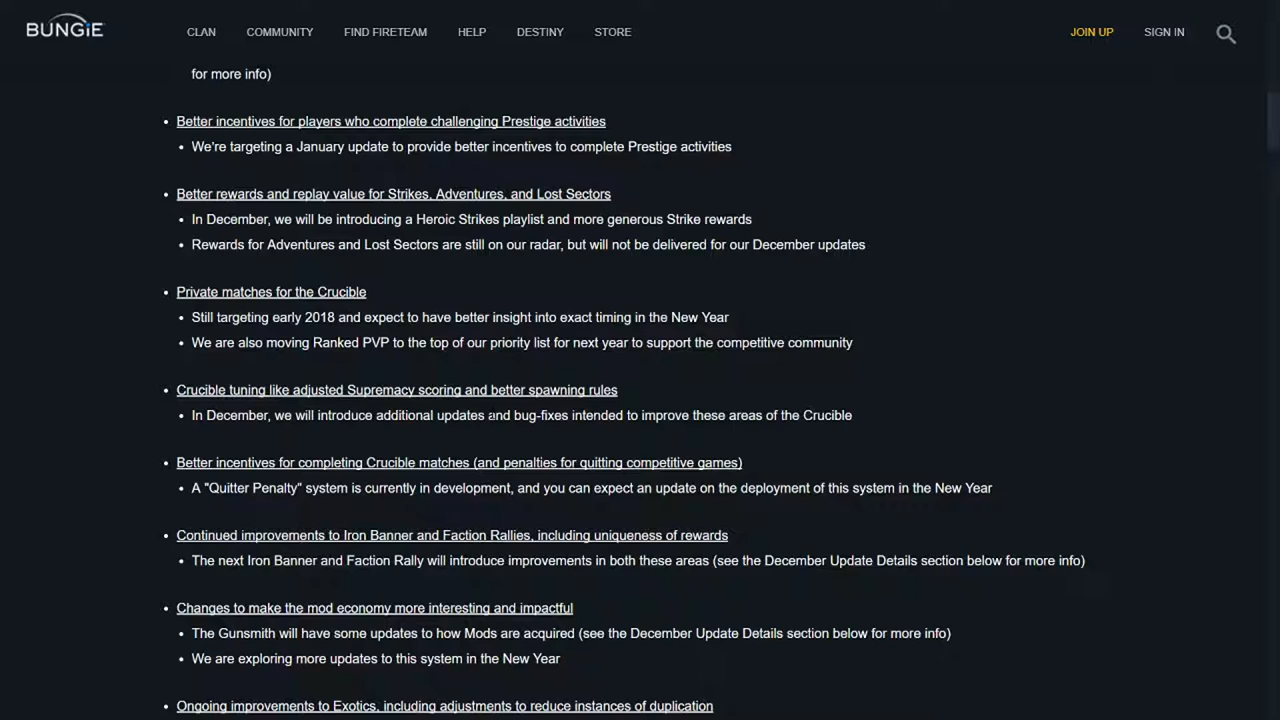 BUNGiE
CLAN COMMUNITY FIND FIRETEAM HELP DESTINY STORE JOIN UP SIGN IN
for more info)
• Better incentives for players who complete challenging Prestige activities
• We're targeting a January update to provide better incentives to complete Prestige activities
• Better rewards and replay value for Strikes, Adventures, and Lost Sectors
• In December, we will be introducing a Heroic Strikes playlist and more generous Strike rewards
• Rewards for Adventures and Lost Sectors are still on our radar, but will not be delivered for our December updates
• Private matches for the Crucible
• Still targeting early 2018 and expect to have better insight into exact timing in the New Year
• We are also moving Ranked PVP to the top of our priority list for next year to support the competitive community
• Crucible tuning like adjusted Supremacy scoring and better spawning rules
• In December, we will introduce additional updates and bug-fixes intended to improve these areas of the Crucible
• Better incentives for completing Crucible matches (and penalties for quitting competitive games)
• A "Quitter Penalty" system is currently in development, and you can expect an update on the deployment of this system in the New Year
• Continued improvements to Iron Banner and Faction Rallies, including uniqueness of rewards
• The next Iron Banner and Faction Rally will introduce improvements in both these areas (see the December Update Details section below for more info)
• Changes to make the mod economy more interesting and impactful
• The Gunsmith will have some updates to how Mods are acquired (see the December Update Details section below for more info)
• We are exploring more updates to this system in the New Year
• Ongoing improvements to Exotics, including adjustments to reduce instances of duplication